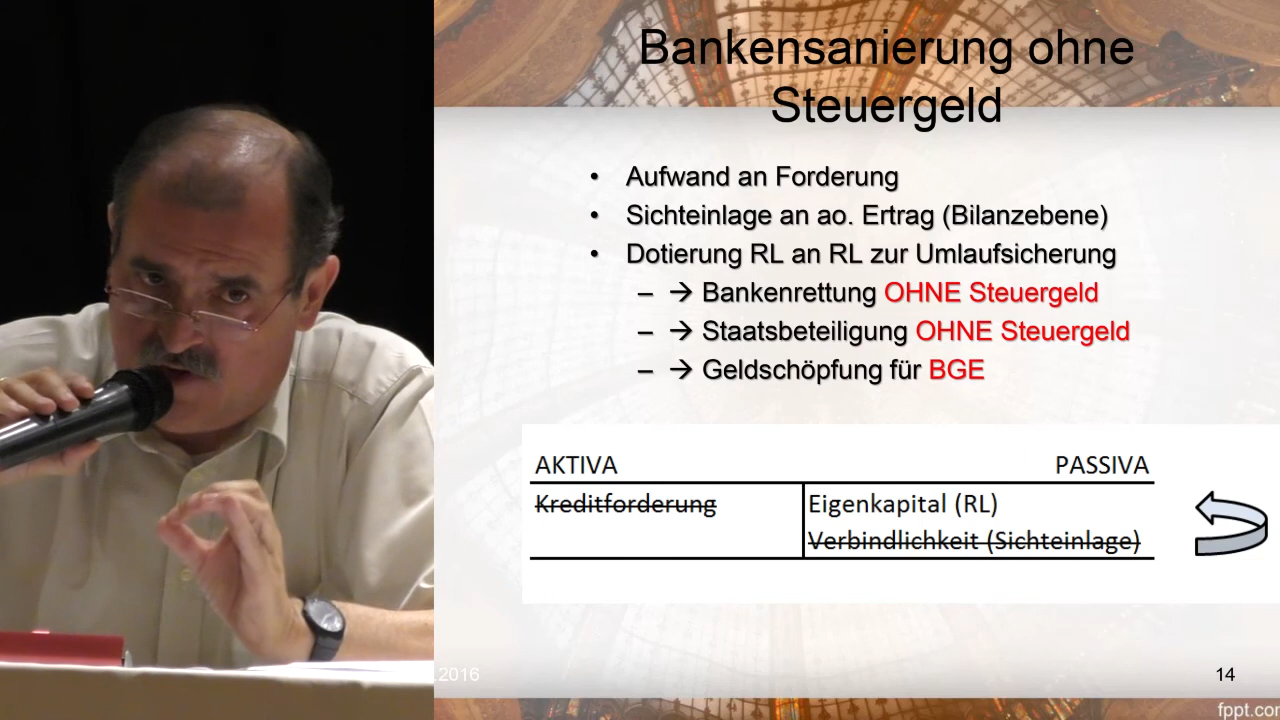 Bankensanierung ohne
Steuergeld
• Aufwand an Forderung
• Sichteinlage an ao. Ertrag (Bilanzebene)
• Dotierung RL an RL zur Umlaufsicherung
– → Bankenrettung OHNE Steuergeld
– → Staatsbeteiligung OHNE Steuergeld
– → Geldschöpfung für BGE
AKTIVA PASSIVA
Kreditforderung Eigenkapital (RL)
Verbindlichkeit (Sichteinlage)
.2016 14
fppt.com